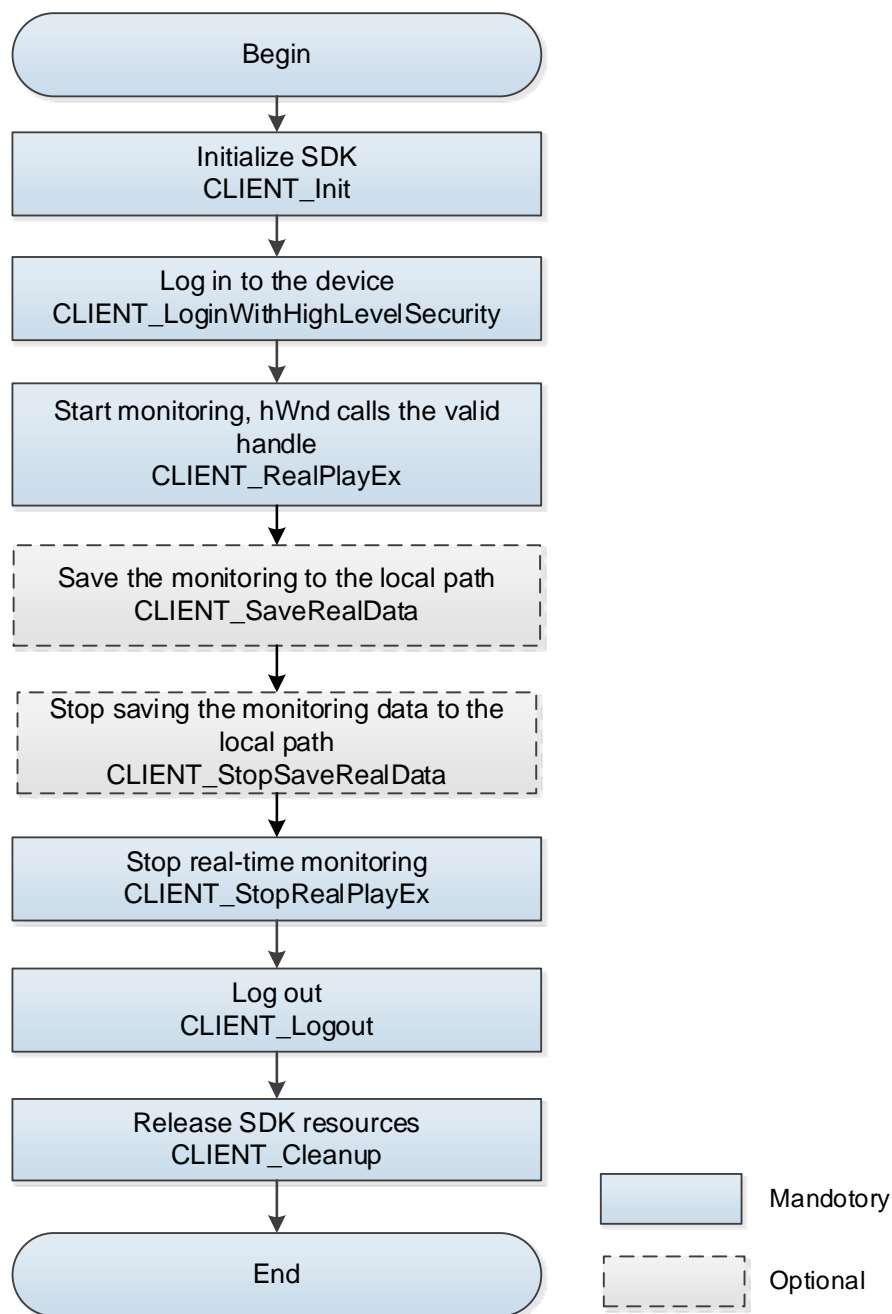 Begin
Initialize SDK
CLIENT_Init
Log in to the device
CLIENT_LoginWithHighLevelSecurity
Start monitoring, hWnd calls the valid
handle
CLIENT_RealPlayEx
Save the monitoring to the local path
CLIENT_SaveRealData
Stop saving the monitoring data to the
local path
CLIENT_StopSaveRealData
Stop real-time monitoring
CLIENT_StopRealPlayEx
Log out
CLIENT_Logout
Release SDK resources
CLIENT_Cleanup
End
Mandotory
Optional